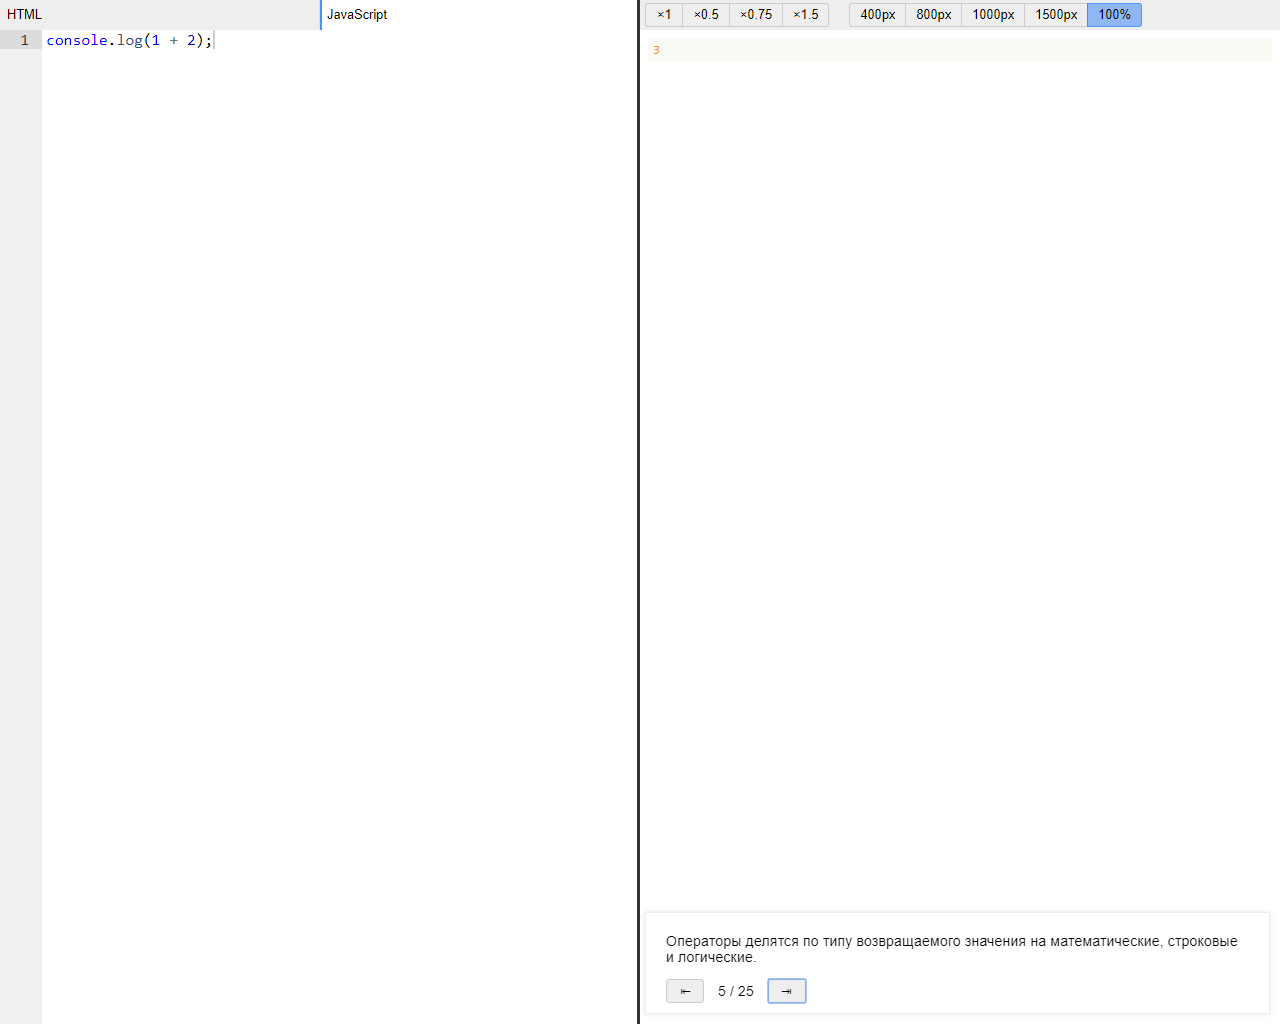 HTML
JavaScript
×1 ×0.5 ×0.75 ×1.5 400px 800px 1000px 1500px 100%
1 console.log(1 + 2);
3
Операторы делятся по типу возвращаемого значения на математические, строковые
и логические.
⇤ 5 / 25 ⇥